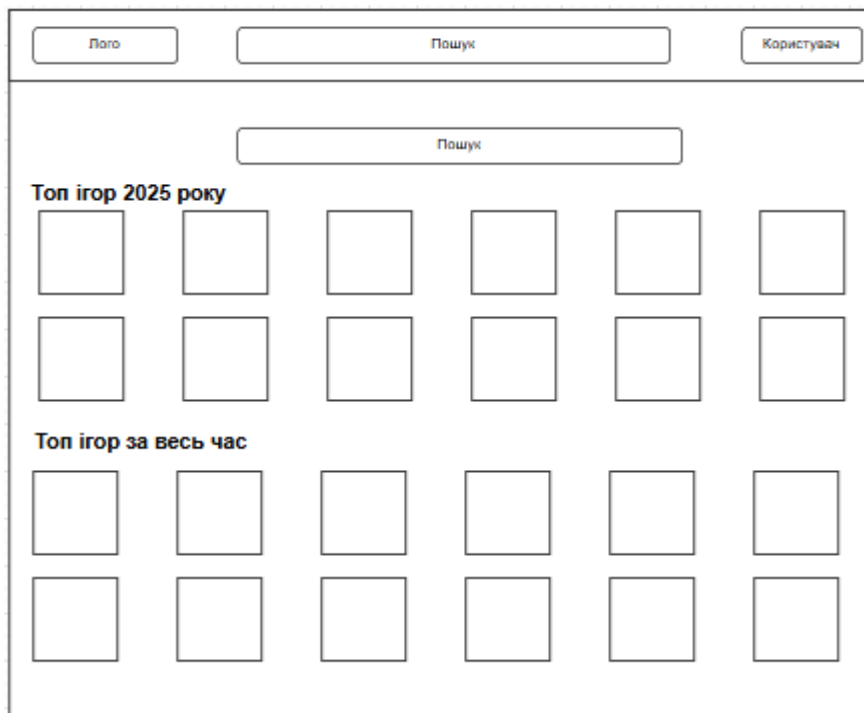 Лого
Пошук
Користувач
Пошук
Топ ігор 2025 року
Топ ігор за весь час